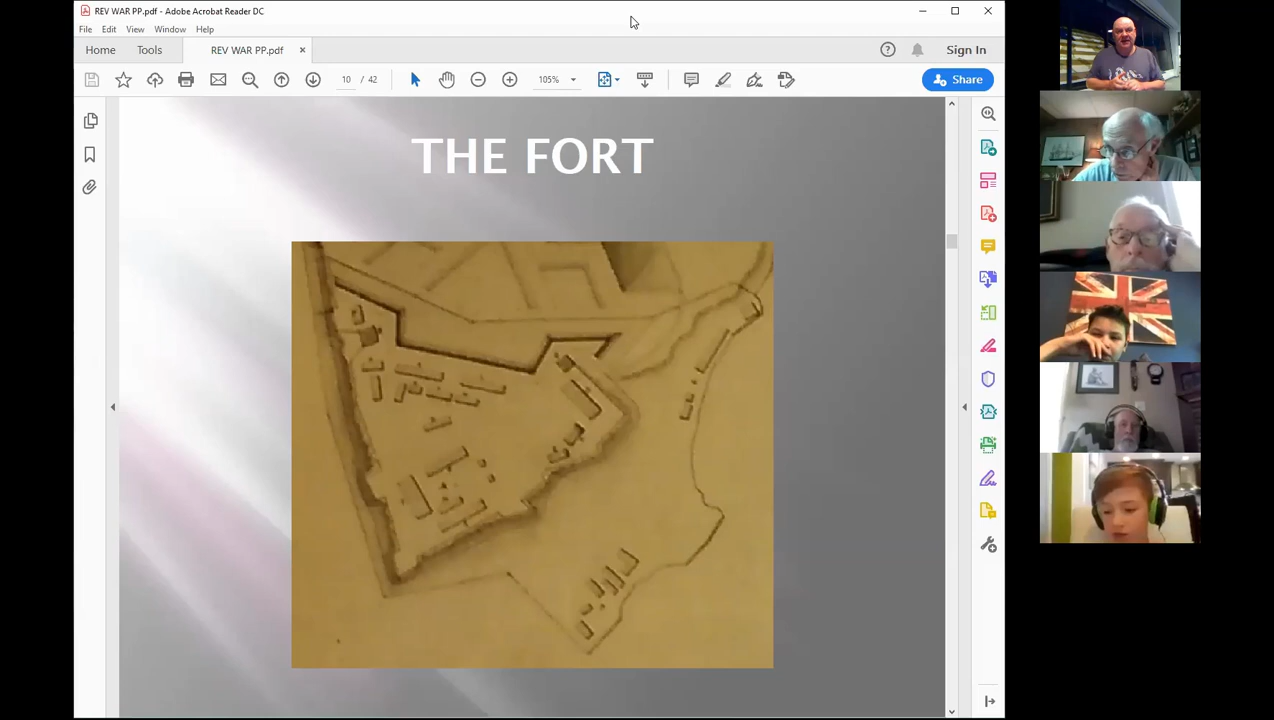 REV WAR PP.pdf - Adobe Acrobat Reader DC
File Edit View Window Help
Home Tools REV WAR PP.pdf × Sign In
10 / 42 105% Share
THE FORT